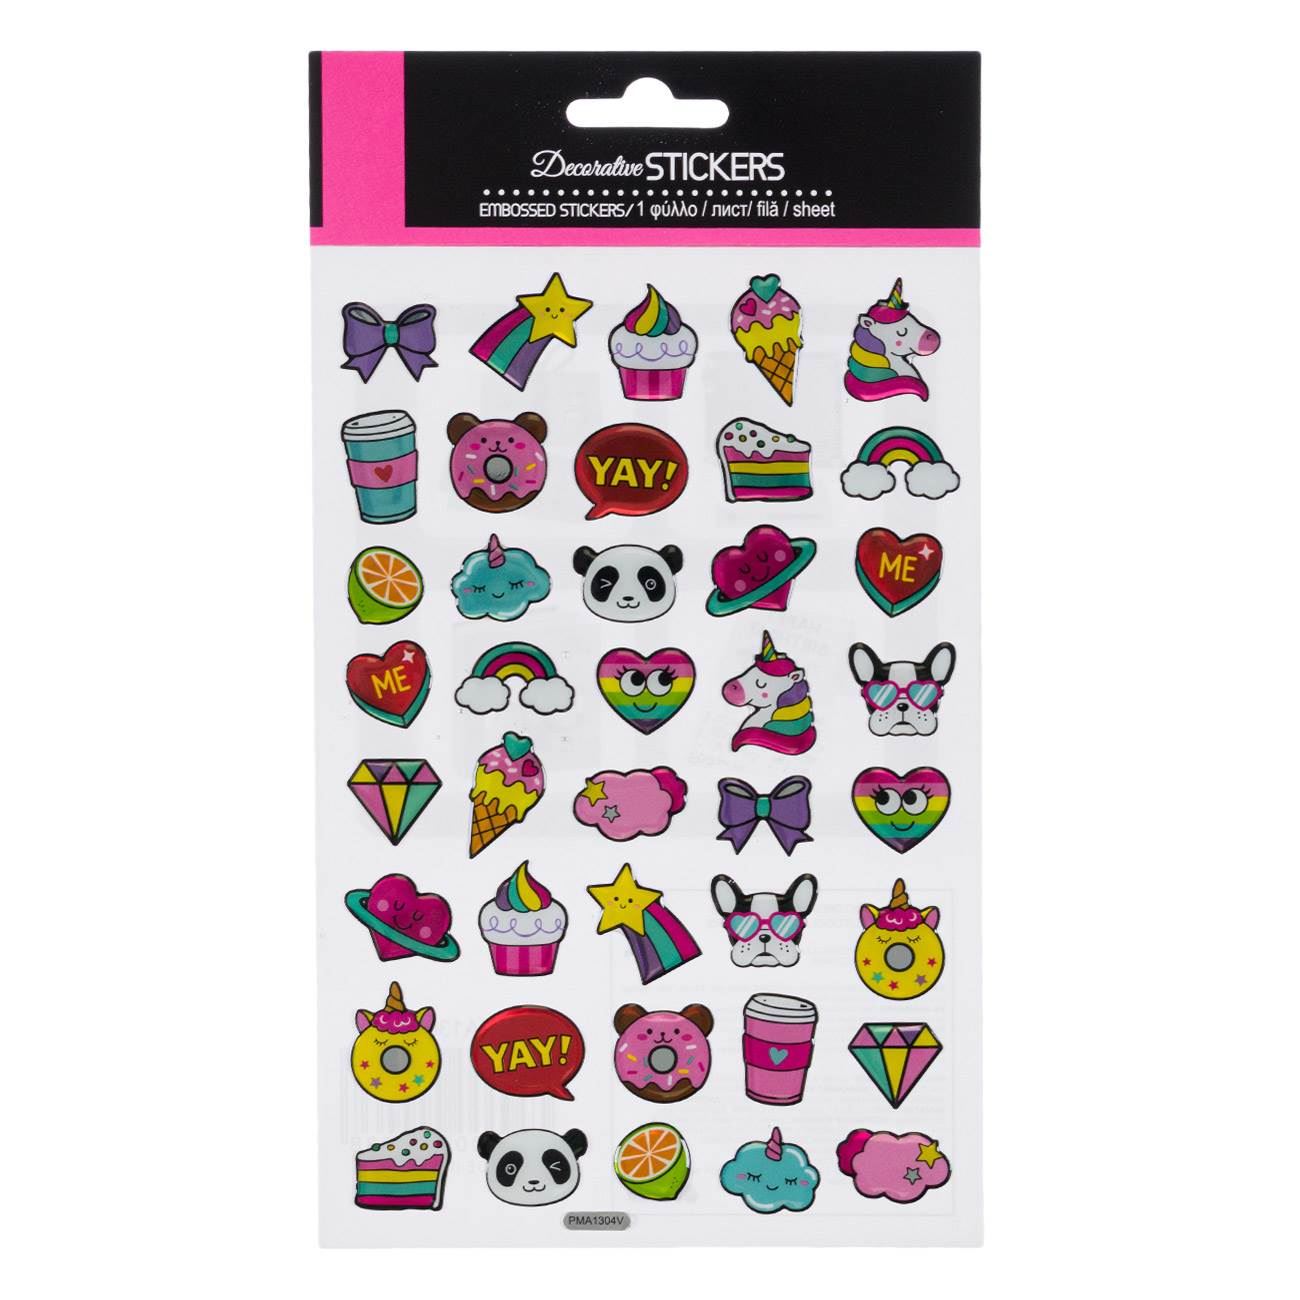 Decorative STICKERS
EMBOSSED STICKERS/ 1 φύλλο / лист/ filă / sheet
YAY!
ME
ME
YAY!
PMA1304V